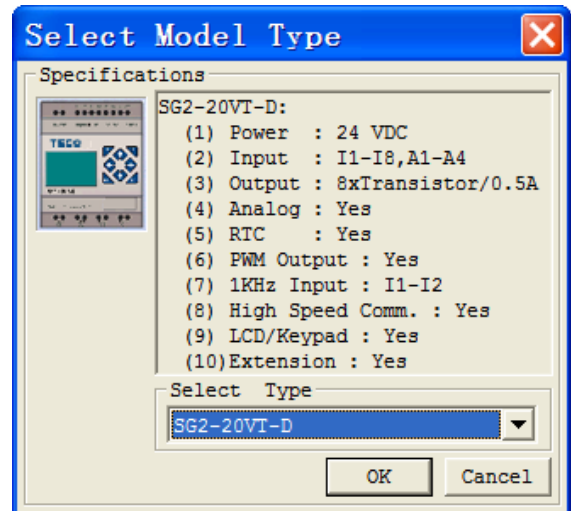 Select Model Type
Specifications
TECO
SG2-20VT-D:
(1) Power : 24 VDC
(2) Input : I1-I8,A1-A4
(3) Output : 8xTransistor/0.5A
(4) Analog : Yes
(5) RTC : Yes
(6) PWM Output : Yes
(7) 1KHz Input : I1-I2
(8) High Speed Comm. : Yes
(9) LCD/Keypad : Yes
(10)Extension : Yes
Select Type
SG2-20VT-D
OK Cancel